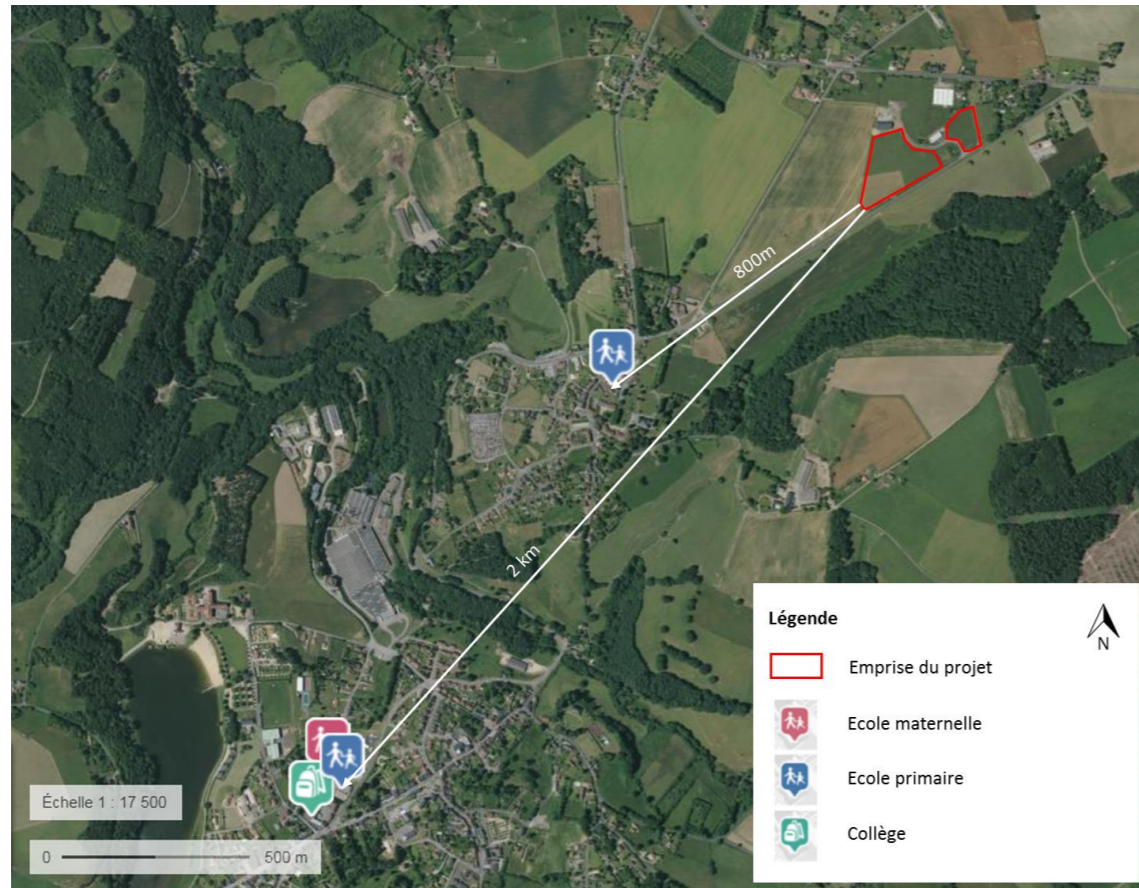 800m
2 km
Légende
N
Emprise du projet
Ecole maternelle
Ecole primaire
Collège
Échelle 1 : 17 500
0 500 m